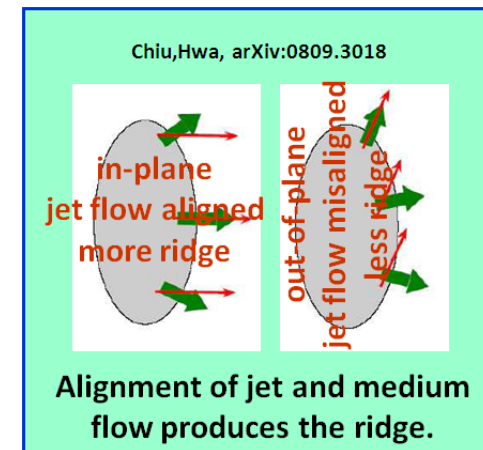 Chiu,Hwa, arXiv:0809.3018
in-plane
jet flow aligned
more ridge
out-of-plane
jet flow misaligned
less ridge
Alignment of jet and medium
flow produces the ridge.